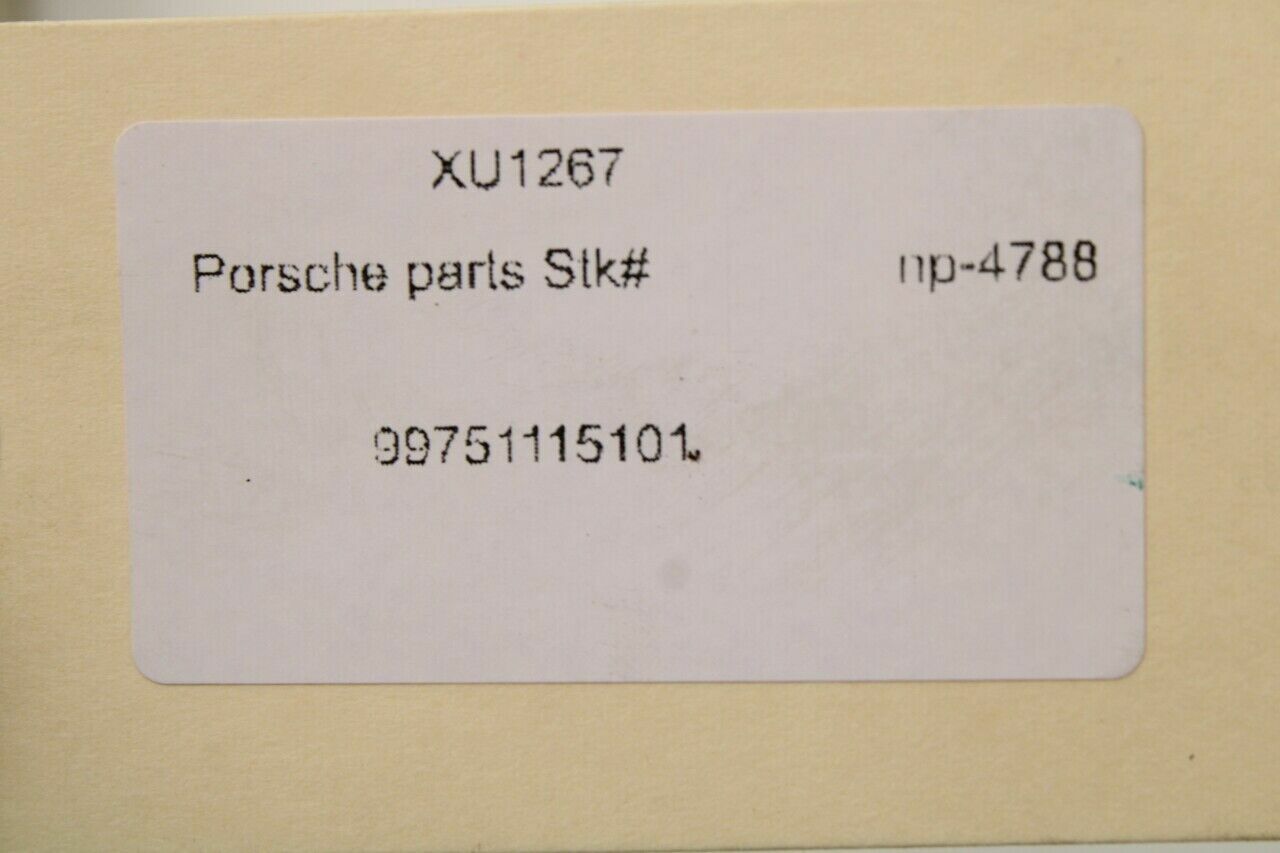 XU1267
Porsche parts Stk# np-4788
99751115101.